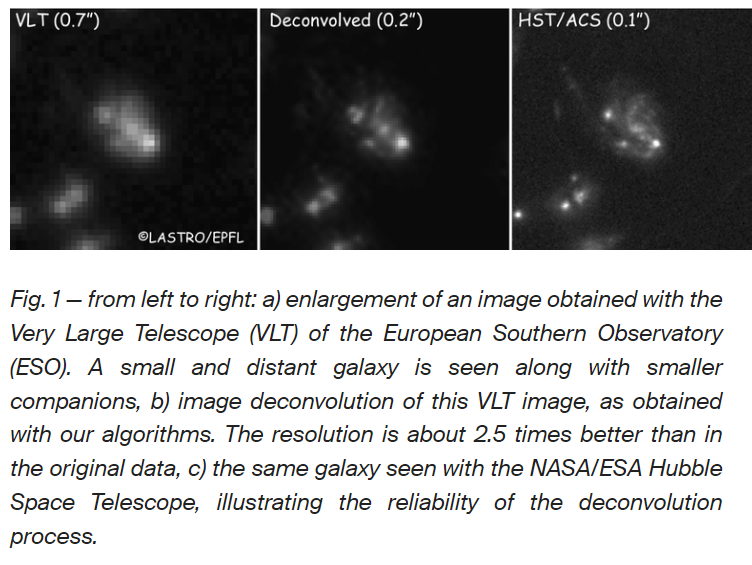 VLT (0.7")
Deconvolved (0.2")
HST/ACS (0.1")
©LASTRO/EPFL
Fig. 1 — from left to right: a) enlargement of an image obtained with the
Very Large Telescope (VLT) of the European Southern Observatory
(ESO). A small and distant galaxy is seen along with smaller
companions, b) image deconvolution of this VLT image, as obtained
with our algorithms. The resolution is about 2.5 times better than in
the original data, c) the same galaxy seen with the NASA/ESA Hubble
Space Telescope, illustrating the reliability of the deconvolution
process.